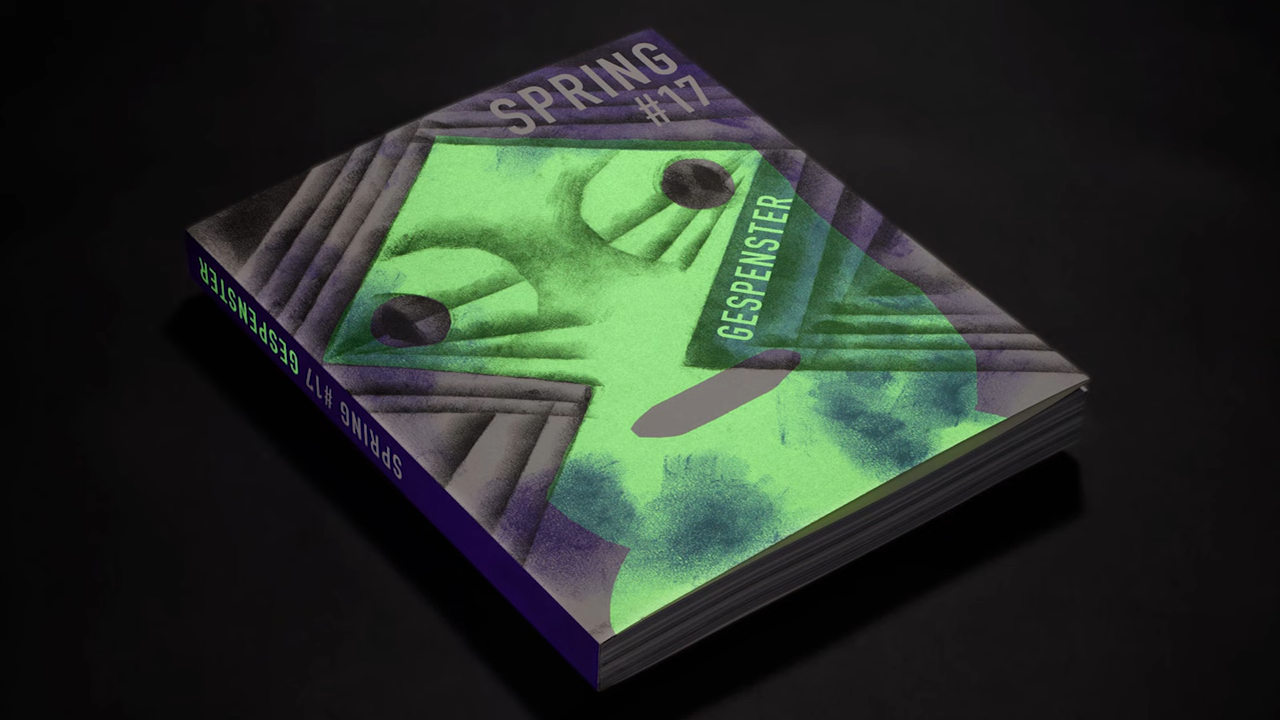 SPRING
#17
GESPENSTER
SPRING #17 GESPENSTER